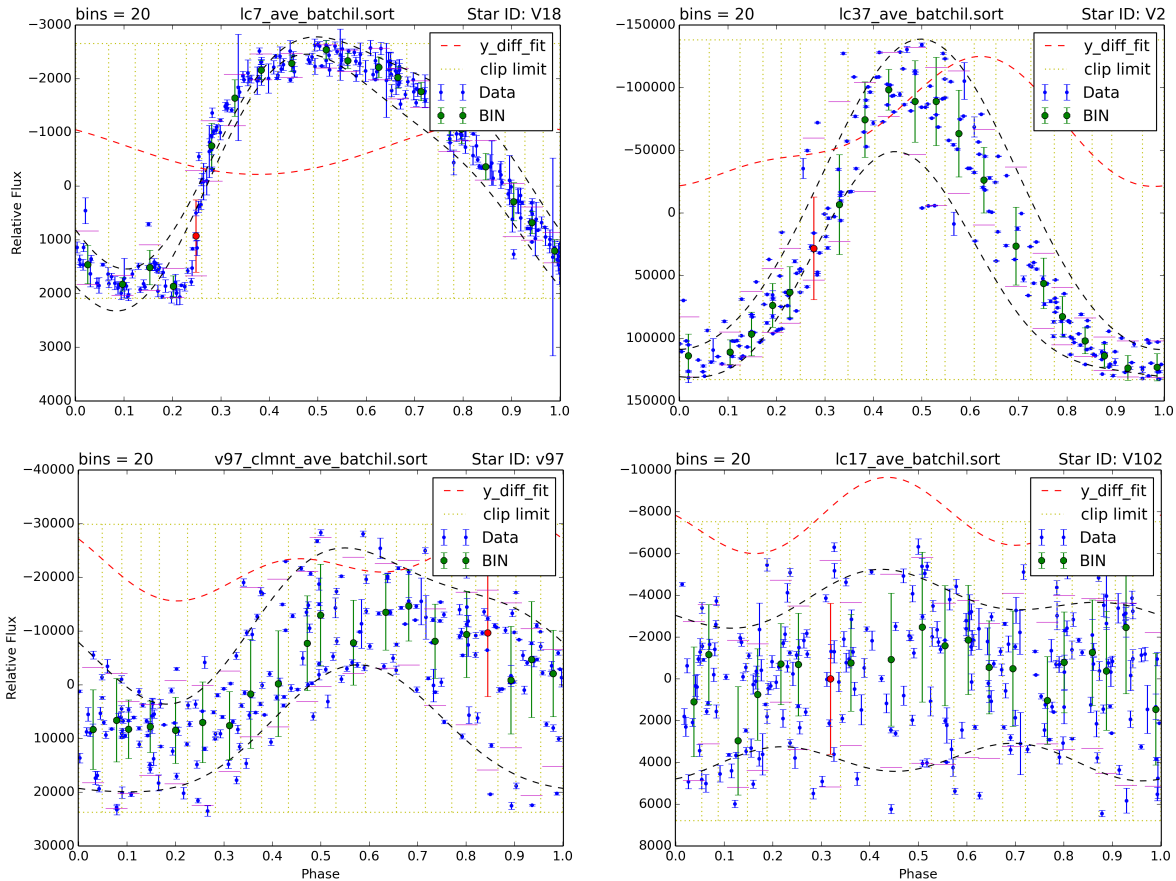 bins = 20 lc7_ave_batchil.sort Star ID: V18
−3000
−2000
−1000
0
1000
2000
3000
4000
Relative Flux
0.0 0.1 0.2 0.3 0.4 0.5 0.6 0.7 0.8 0.9 1.0
y_diff_fit
clip limit
Data
BIN
bins = 20 lc37_ave_batchil.sort Star ID: V2
−150000
−100000
−50000
0
50000
100000
150000
0.0 0.1 0.2 0.3 0.4 0.5 0.6 0.7 0.8 0.9 1.0
y_diff_fit
clip limit
Data
BIN
bins = 20 v97_clmnt_ave_batchil.sort Star ID: v97
−40000
−30000
−20000
−10000
0
10000
20000
30000
Relative Flux
0.0 0.1 0.2 0.3 0.4 0.5 0.6 0.7 0.8 0.9 1.0
Phase
y_diff_fit
clip limit
Data
BIN
bins = 20 lc17_ave_batchil.sort Star ID: V102
−10000
−8000
−6000
−4000
−2000
0
2000
4000
6000
8000
0.0 0.1 0.2 0.3 0.4 0.5 0.6 0.7 0.8 0.9 1.0
Phase
y_diff_fit
clip limit
Data
BIN